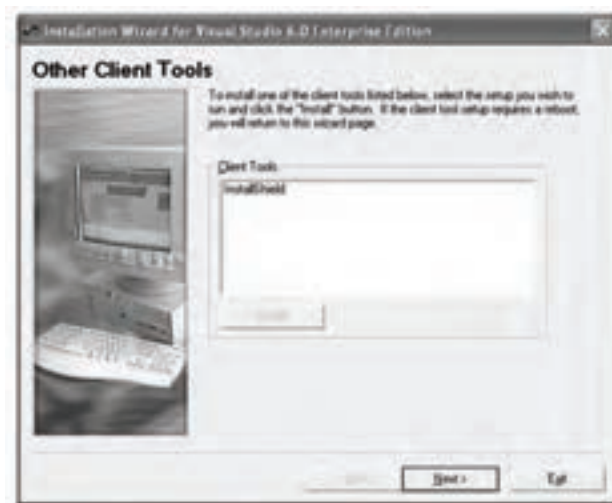 Installation Wizard for Visual Studio 6.0 Enterprise Edition
Other Client Tools
To install one of the client tools listed below, select the setup you wish to
run and click the "Install" button. If the client tool setup requires a reboot,
you will return to this wizard page.
Client Tools
InstallShield
Next >
Exit